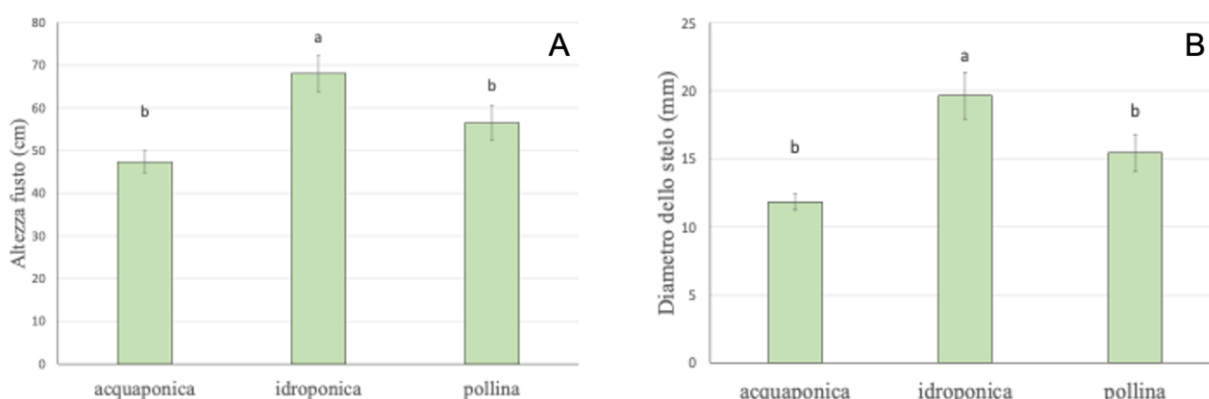 A
Altezza fusto (cm)
80
70
60
50
40
30
20
10
0
b
a
b
acquaponica idroponica pollina
B
Diametro dello stelo (mm)
25
20
15
10
5
0
b
a
b
acquaponica idroponica pollina